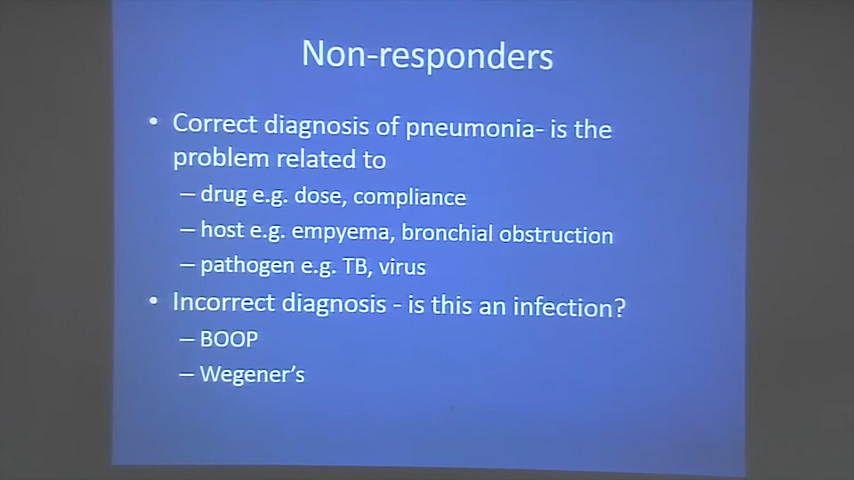 Non-responders
• Correct diagnosis of pneumonia- is the
problem related to
– drug e.g. dose, compliance
– host e.g. empyema, bronchial obstruction
– pathogen e.g. TB, virus
• Incorrect diagnosis - is this an infection?
– BOOP
– Wegener's